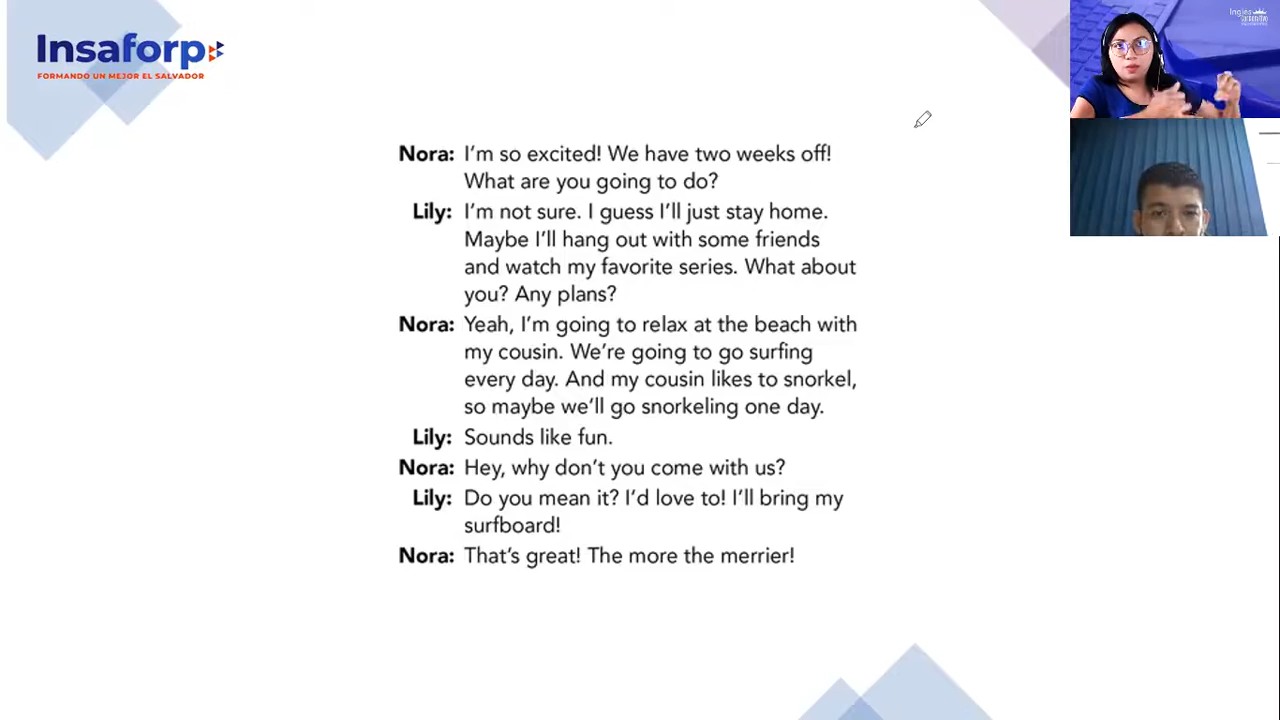 Insaforp
FORMANDO UN MEJOR EL SALVADOR
Nora: I'm so excited! We have two weeks off!
What are you going to do?
Lily: I'm not sure. I guess I'll just stay home.
Maybe I'll hang out with some friends
and watch my favorite series. What about
you? Any plans?
Nora: Yeah, I'm going to relax at the beach with
my cousin. We're going to go surfing
every day. And my cousin likes to snorkel,
so maybe we'll go snorkeling one day.
Lily: Sounds like fun.
Nora: Hey, why don't you come with us?
Lily: Do you mean it? I'd love to! I'll bring my
surfboard!
Nora: That's great! The more the merrier!
Inglés